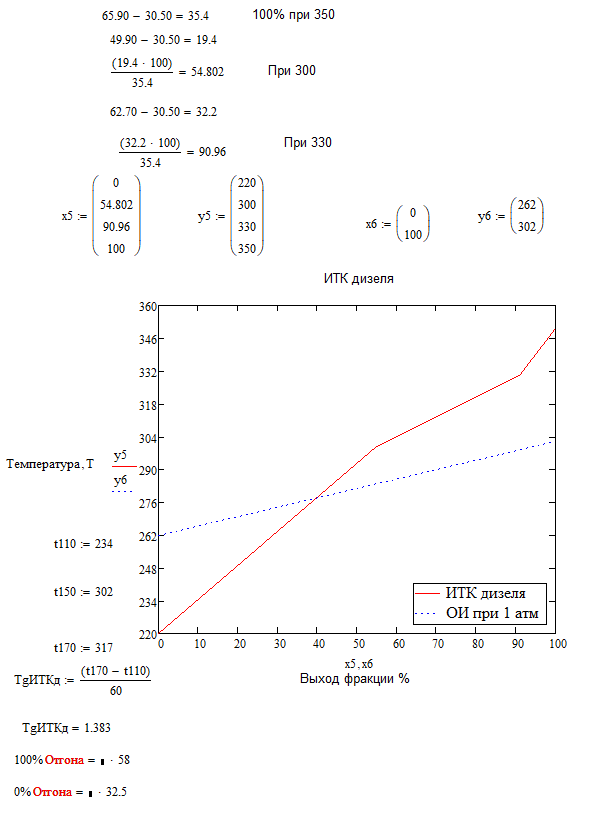 65.90 − 30.50 = 35.4 100% при 350
49.90 − 30.50 = 19.4
(19.4 · 100)
35.4
= 54.802 При 300
62.70 − 30.50 = 32.2
(32.2 · 100)
35.4
= 90.96 При 330
x5 :=
0
54.802
90.96
100
y5 :=
220
300
330
350
x6 :=
0
100
y6 :=
262
302
ИТК дизеля
360
346
332
318
304
290
276
262
248
234
220
Температура,Т
y5
y6
0 10 20 30 40 50 60 70 80 90 100
x5,x6
Выход фракции %
ИТК дизеля
ОИ при 1 атм
t110 := 234
t150 := 302
t170 := 317
TgИТКд :=
(t170 − t110)
60
TgИТКд = 1.383
100%Отгона = ▪ · 58
0%Отгона = ▪ · 32.5